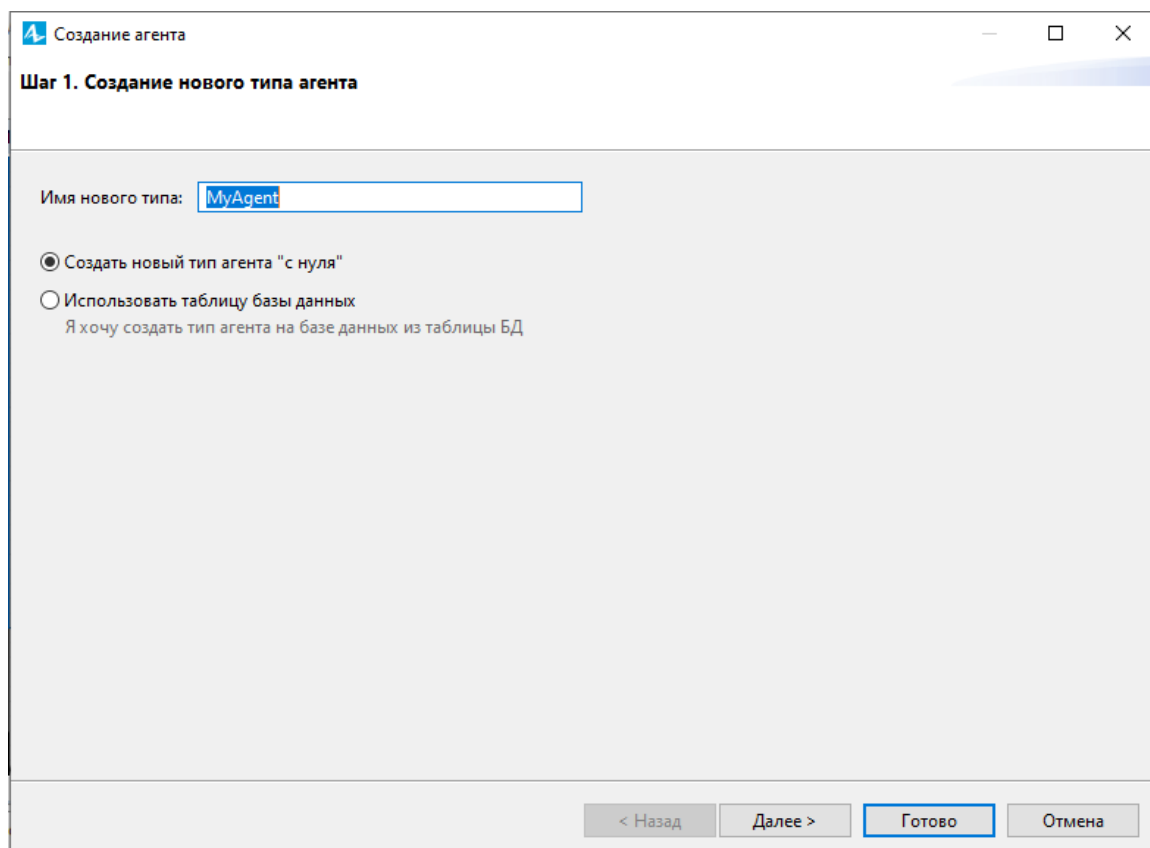 Создание агента
Шаг 1. Создание нового типа агента
Имя нового типа: MyAgent
Создать новый тип агента "с нуля"
Использовать таблицу базы данных
Я хочу создать тип агента на базе данных из таблицы БД
< Назад Далее > Готово Отмена